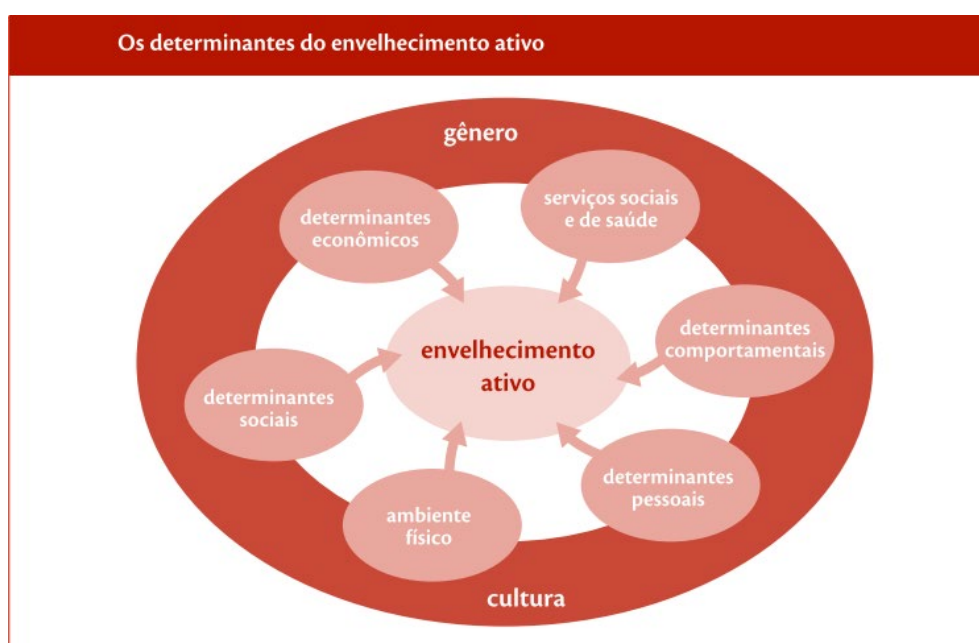 Os determinantes do envelhecimento ativo
gênero
serviços sociais
e de saúde
determinantes
econômicos
determinantes
comportamentais
envelhecimento
ativo
determinantes
sociais
determinantes
pessoais
ambiente
físico
cultura